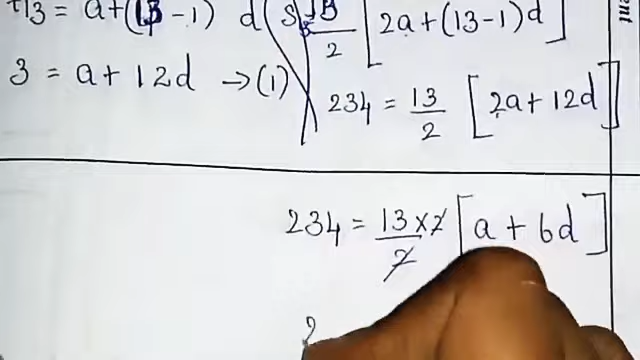 t13 = a+(13-1) d
S13 = 13/2 [2a+(13-1)d]
3 = a+12d →(1)
234 = 13/2 [2a+12d]
234 = 13×2/2 [a+6d]
2